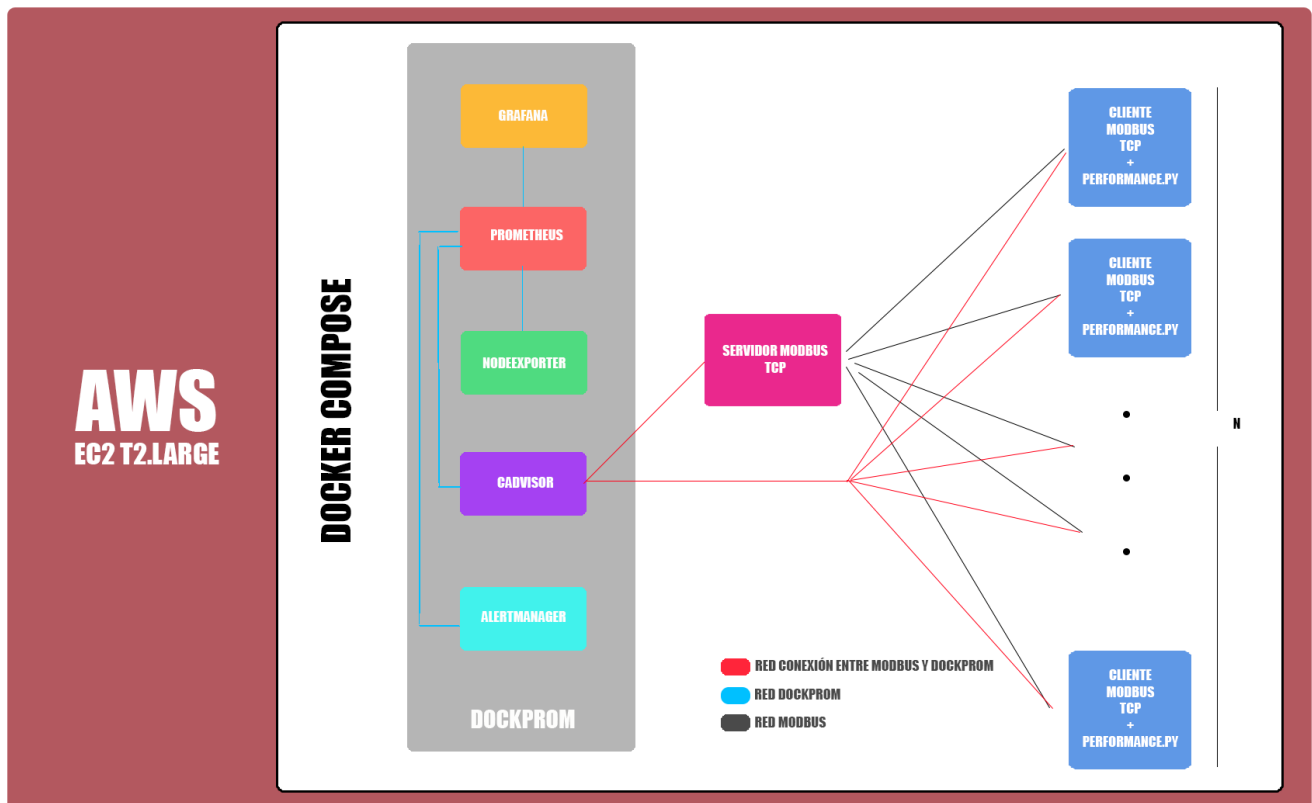 AWS
EC2 T2.LARGE
DOCKER COMPOSE
GRAFANA
PROMETHEUS
NODEEXPORTER
CADVISOR
ALERTMANAGER
DOCKPROM
SERVIDOR MODBUS
TCP
CLIENTE
MODBUS
TCP
+
PERFORMANCE.PY
CLIENTE
MODBUS
TCP
+
PERFORMANCE.PY
N
CLIENTE
MODBUS
TCP
+
PERFORMANCE.PY
RED CONEXIÓN ENTRE MODBUS Y DOCKPROM
RED DOCKPROM
RED MODBUS